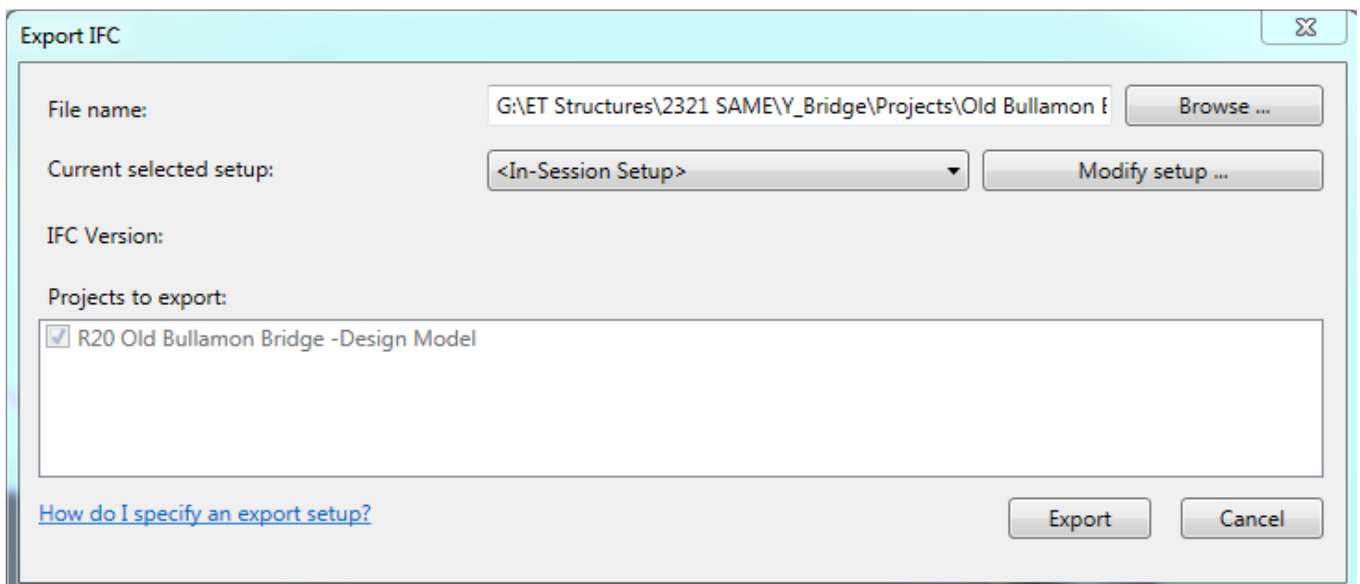 Export IFC
File name:
G:\ET Structures\2321 SAME\Y_Bridge\Projects\Old Bullamon
Browse ...
Current selected setup:
<In-Session Setup>
Modify setup ...
IFC Version:
Projects to export:
R20 Old Bullamon Bridge -Design Model
How do I specify an export setup?
Export
Cancel